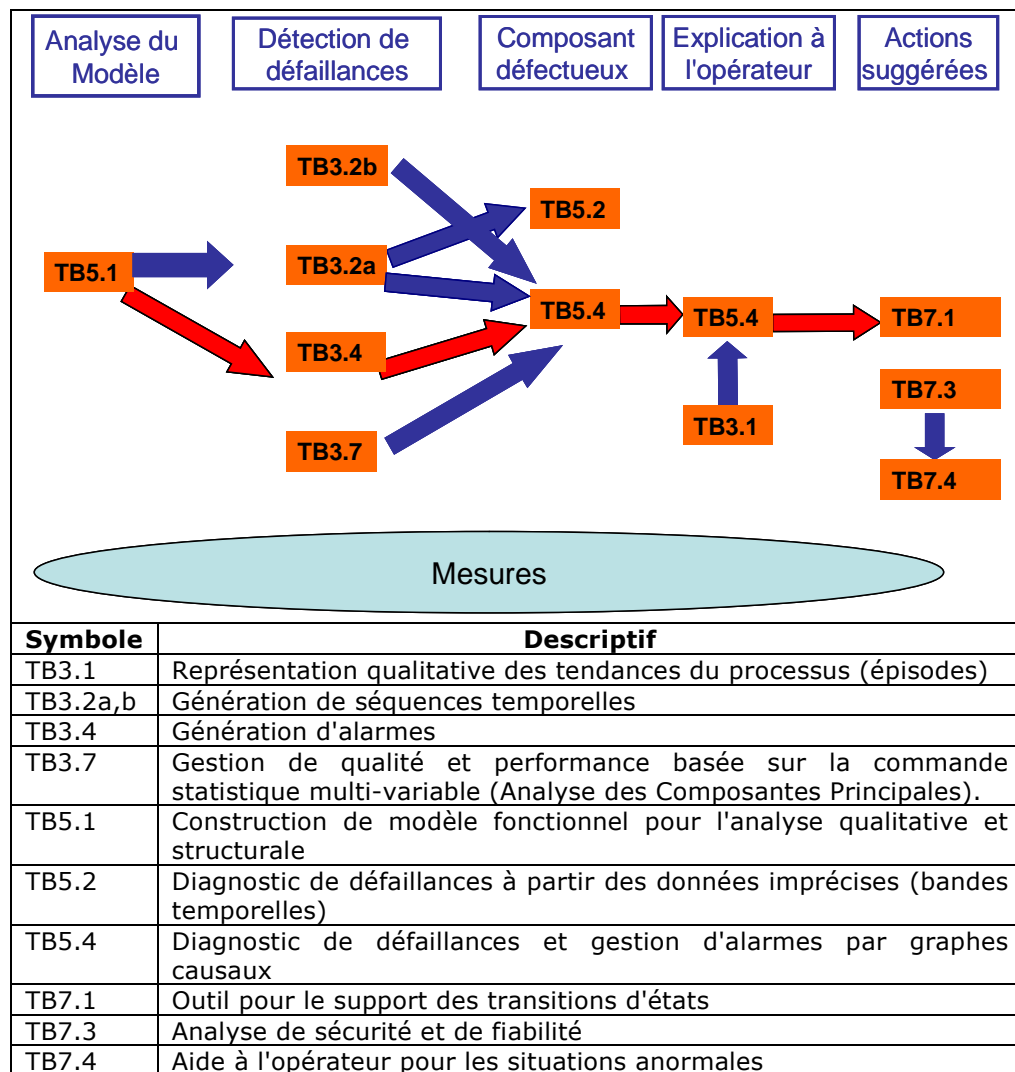 Analyse du
Modèle
Détection de
défaillances
Composant
défectueux
Explication à
l'opérateur
Actions
suggérées
TB3.2b
TB5.2
TB5.1
TB3.2a
TB5.4
TB5.4
TB7.1
TB3.4
TB7.3
TB3.1
TB3.7
TB7.4
Mesures
Symbole Descriptif
TB3.1 Représentation qualitative des tendances du processus (épisodes)
TB3.2a,b Génération de séquences temporelles
TB3.4 Génération d'alarmes
TB3.7 Gestion de qualité et performance basée sur la commande
statistique multi-variable (Analyse des Composantes Principales).
TB5.1 Construction de modèle fonctionnel pour l'analyse qualitative et
structurale
TB5.2 Diagnostic de défaillances à partir des données imprécises (bandes
temporelles)
TB5.4 Diagnostic de défaillances et gestion d'alarmes par graphes
causaux
TB7.1 Outil pour le support des transitions d'états
TB7.3 Analyse de sécurité et de fiabilité
TB7.4 Aide à l'opérateur pour les situations anormales